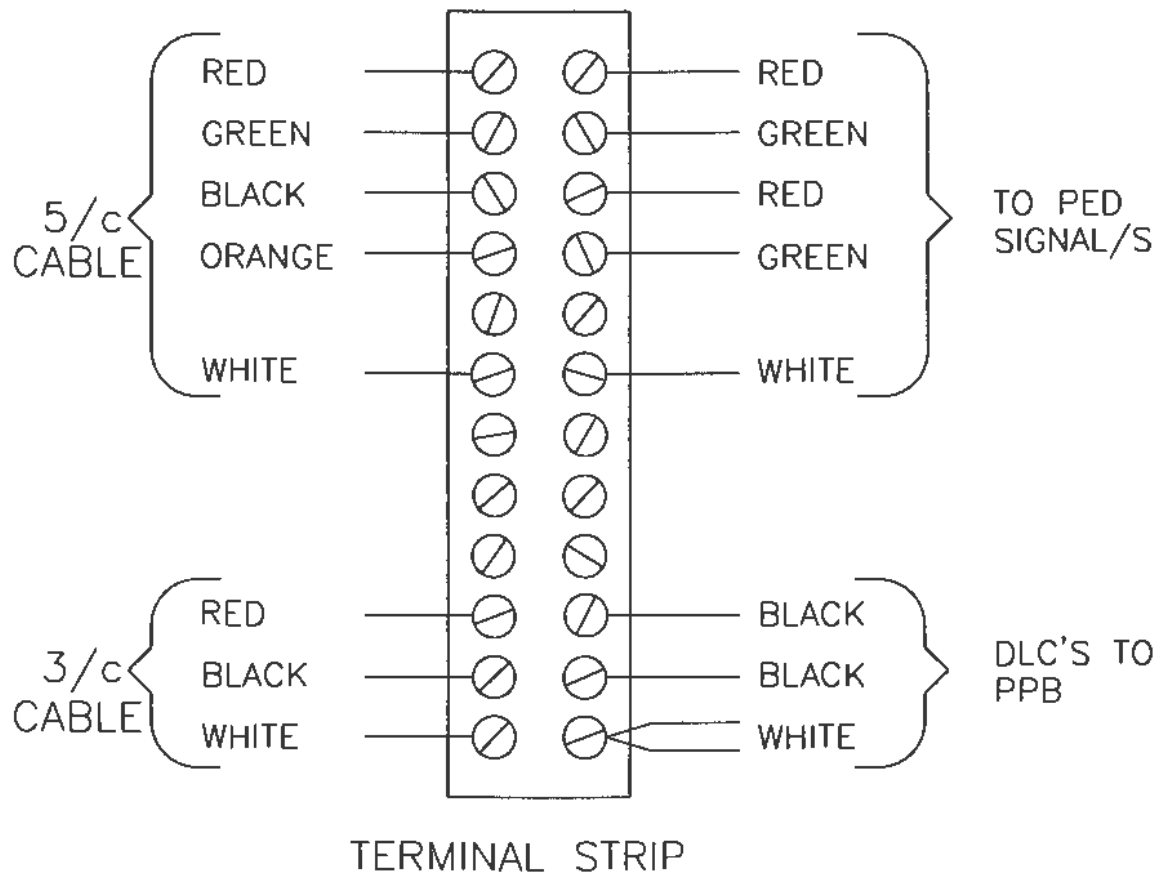 RED
GREEN
BLACK
ORANGE
WHITE
5/c
CABLE
RED
GREEN
RED
GREEN
WHITE
TO PED
SIGNAL/S
RED
BLACK
WHITE
3/c
CABLE
BLACK
BLACK
WHITE
DLC'S TO
PPB
TERMINAL STRIP